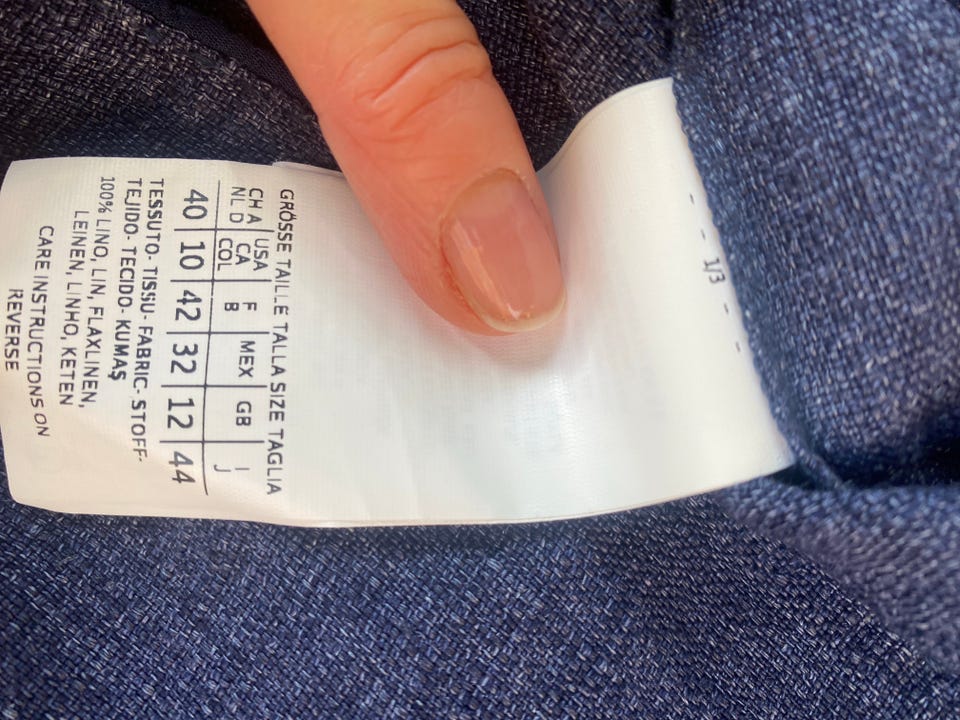 1/3
GRÖSSE TAILLE TALLA SIZE TAGLIA
CH A USA F MEX GB I
NL D CA B J
COL
40 10 42 32 12 44
TESSUTO- TISSU- FABRIC- STOFF-
TEJIDO- TECIDO- KUMAŞ
100% LINO, LIN, FLAXLINEN,
LEINEN, LINHO, KETEN
CARE INSTRUCTIONS ON
REVERSE